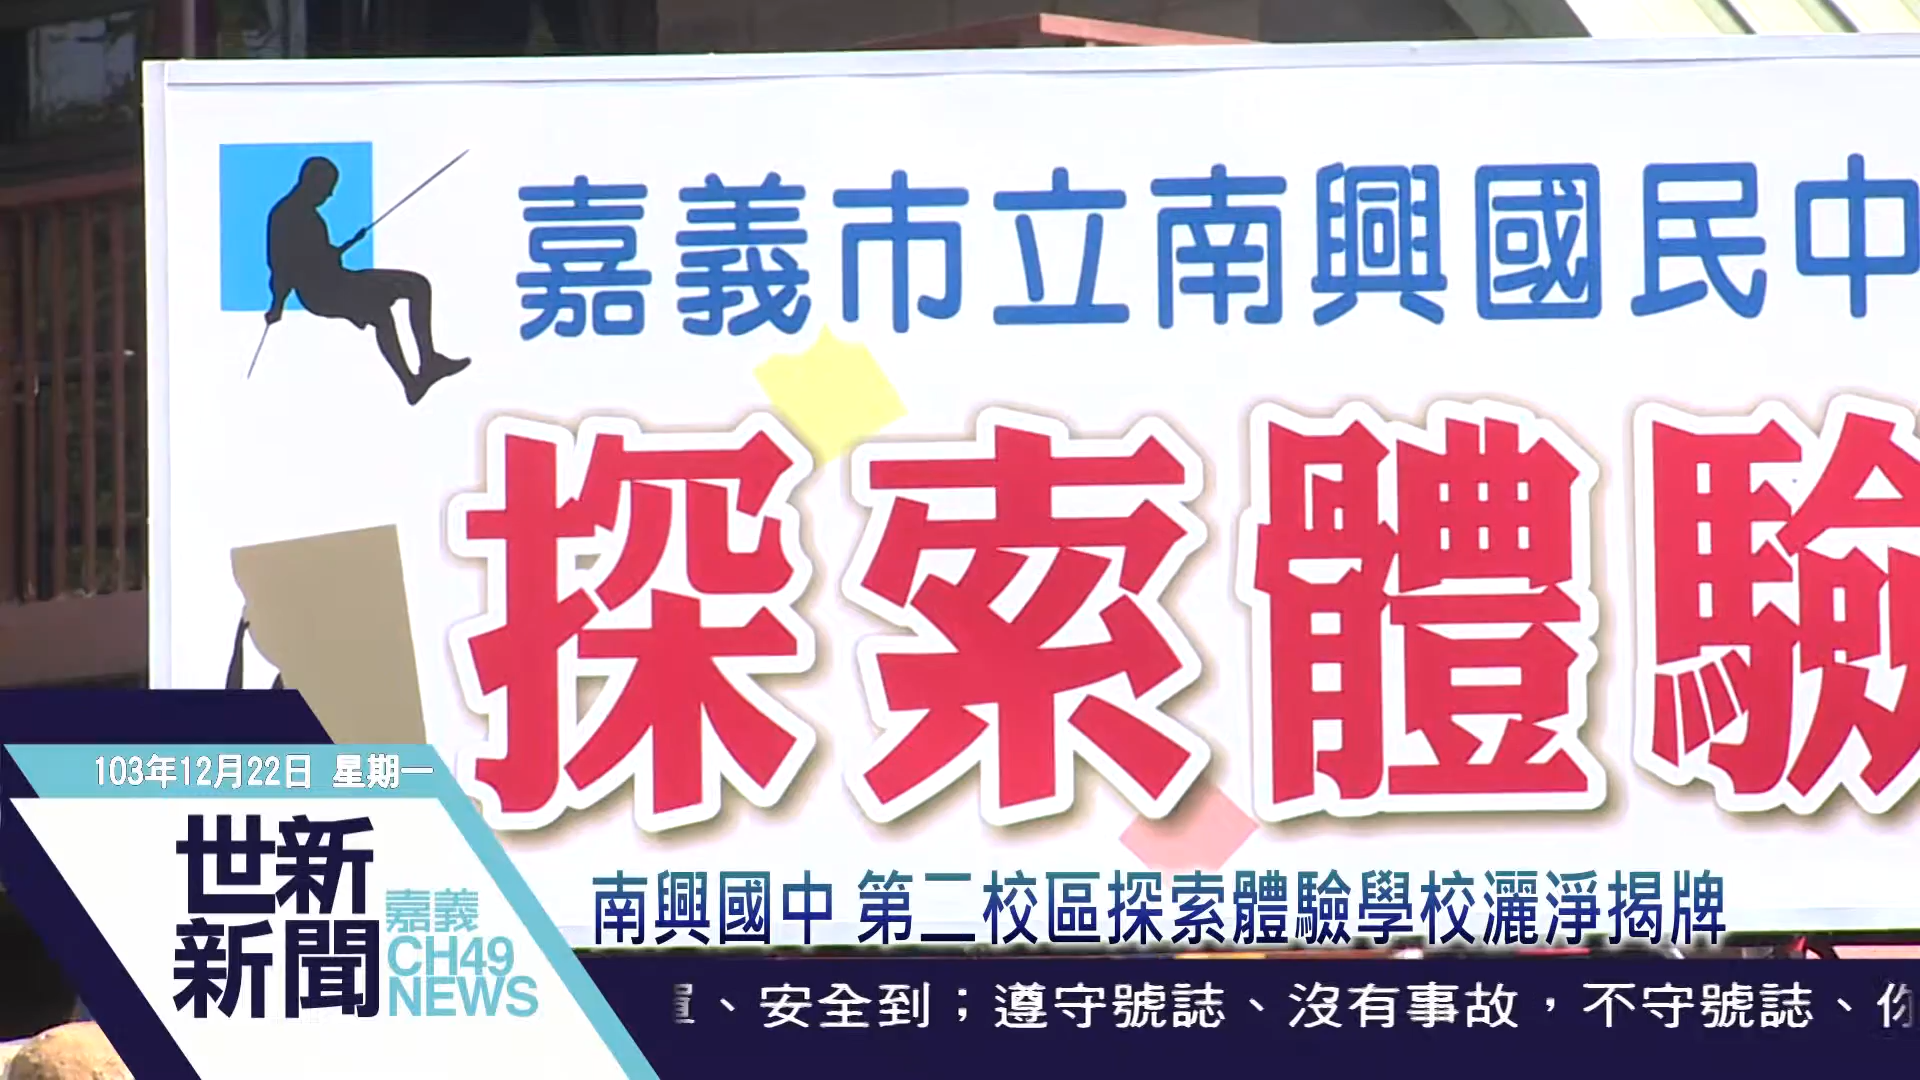 嘉義市立南興國民中
探索體驗
103年12月22日 星期一
世新
新聞
嘉義
CH49
NEWS
南興國中 第二校區探索體驗學校灑淨揭牌
、安全到；遵守號誌、沒有事故，不守號誌、你